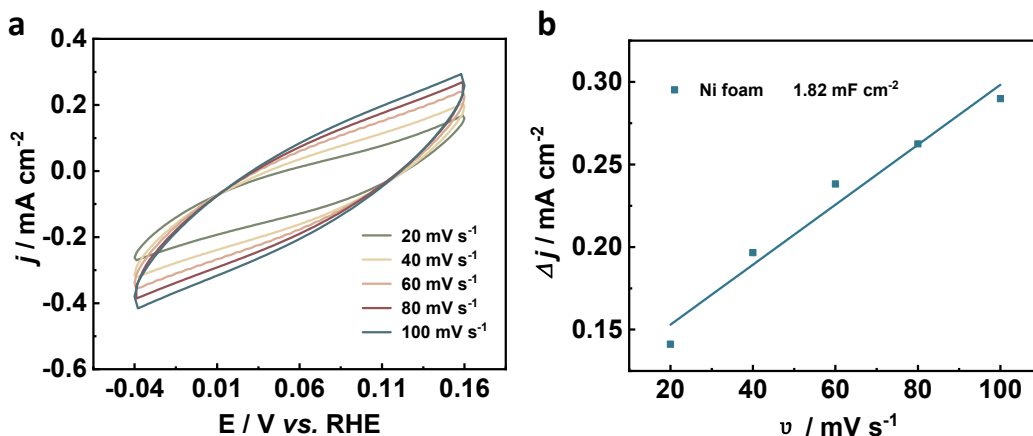 a
j / mA cm⁻²
0.4
0.2
0.0
-0.2
-0.4
-0.6
20 mV s⁻¹
40 mV s⁻¹
60 mV s⁻¹
80 mV s⁻¹
100 mV s⁻¹
-0.04 0.01 0.06 0.11 0.16
E / V vs. RHE
b
Δj / mA cm⁻²
0.30
0.25
0.20
0.15
Ni foam 1.82 mF cm⁻²
20 40 60 80 100
υ / mV s⁻¹